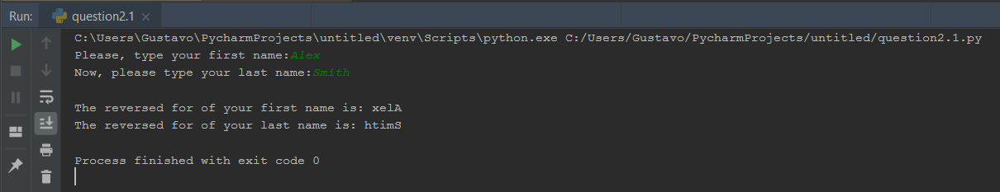 Run: question2.1
C:\Users\Gustavo\PycharmProjects\untitled\venv\Scripts\python.exe C:/Users/Gustavo/PycharmProjects/untitled/question2.1.py
Please, type your first name:Alex
Now, please type your last name:Smith
The reversed for of your first name is: xelA
The reversed for of your last name is: htimS
Process finished with exit code 0